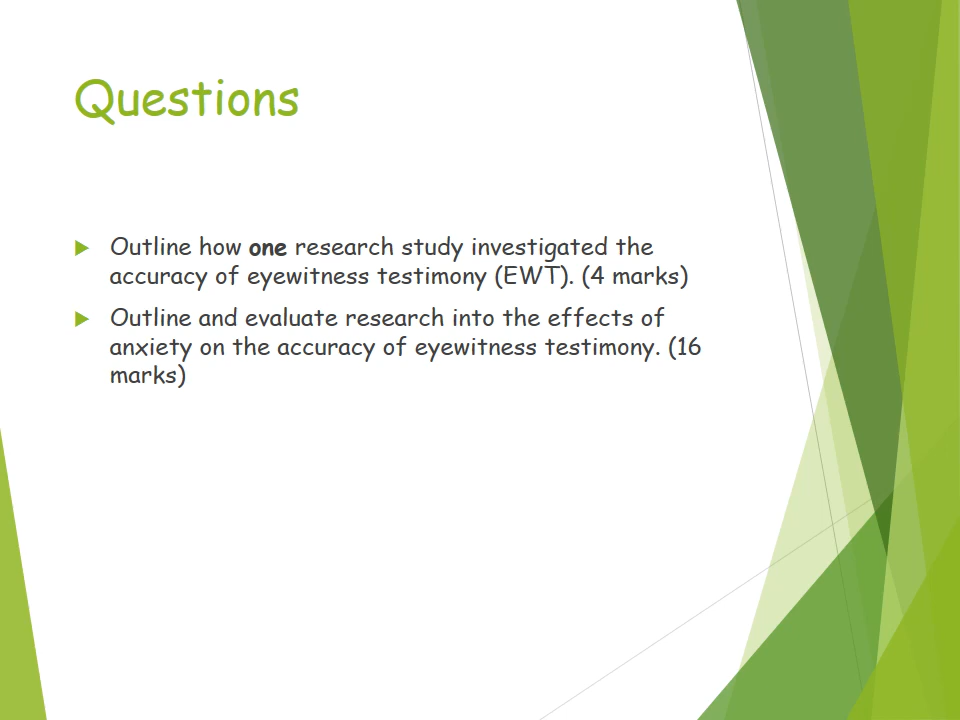 Questions
Outline how one research study investigated the
accuracy of eyewitness testimony (EWT). (4 marks)
Outline and evaluate research into the effects of
anxiety on the accuracy of eyewitness testimony. (16
marks)